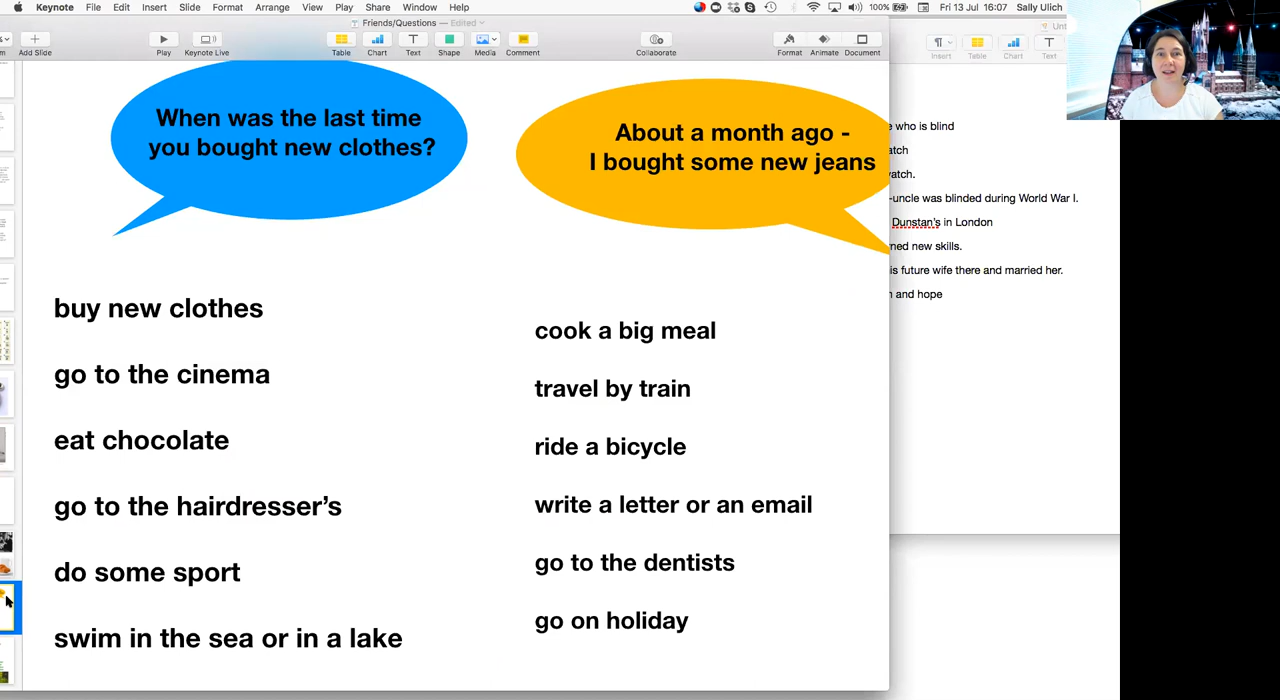 Keynote File Edit Insert Slide Format Arrange View Play Share Window Help
100% Fri 13 Jul 16:07 Sally Ulich
Friends/Questions — Edited
Add Slide Play Keynote Live Table Chart Text Shape Media Comment Collaborate Format Animate Document
Insert Table Chart Text
When was the last time
you bought new clothes?
About a month ago -
I bought some new jeans
buy new clothes
go to the cinema
eat chocolate
go to the hairdresser’s
do some sport
swim in the sea or in a lake
cook a big meal
travel by train
ride a bicycle
write a letter or an email
go to the dentists
go on holiday
who is blind
-uncle was blinded during World War I.
Dunstan’s in London
new skills.
future wife there and married her.
and hope